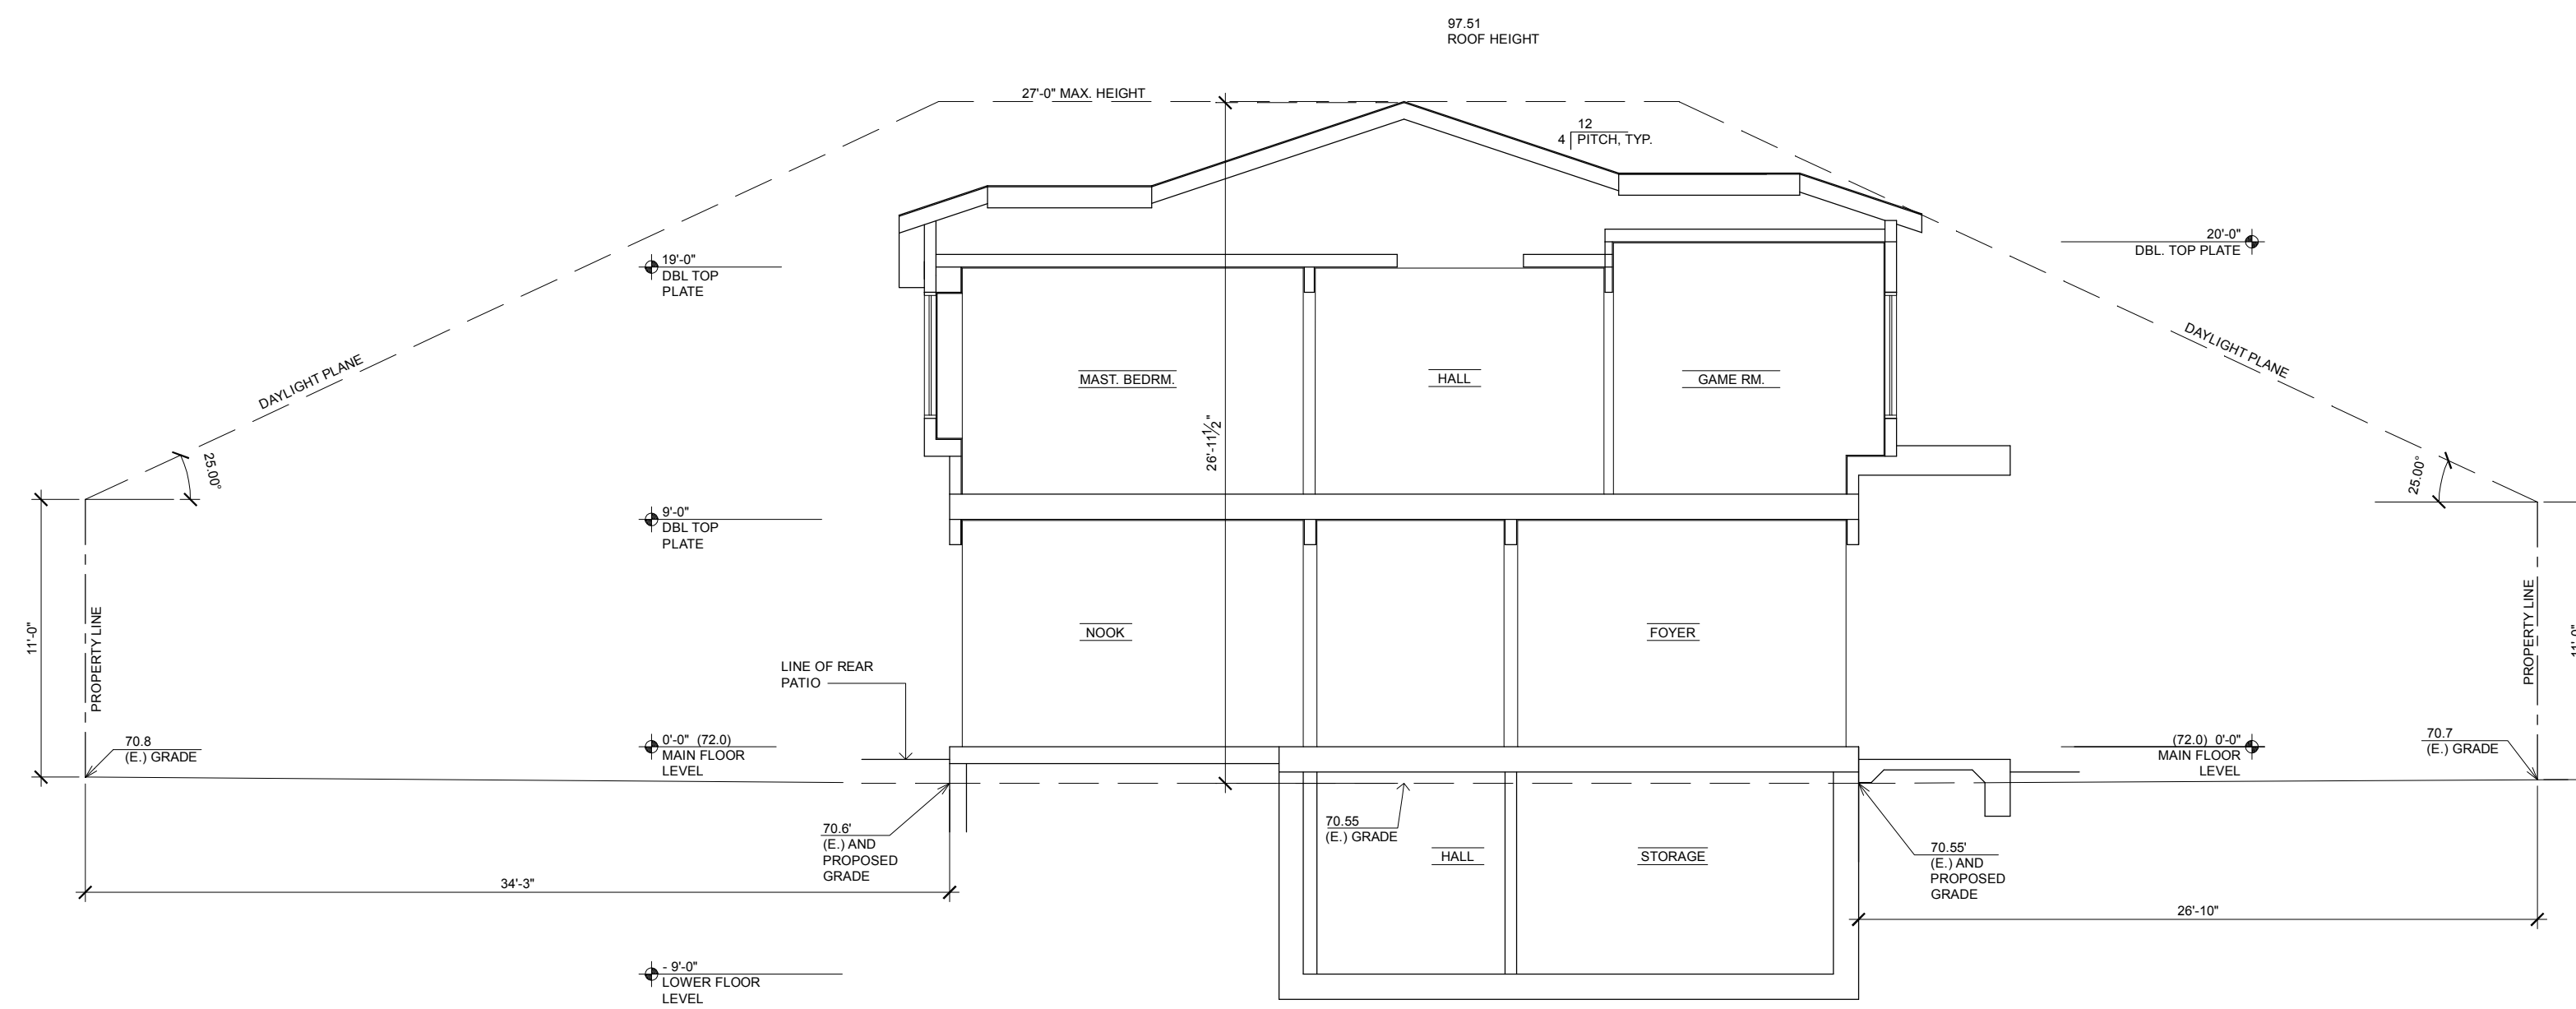 97.51
ROOF HEIGHT
27'-0" MAX. HEIGHT
12
4 PITCH, TYP.
20'-0"
DBL. TOP PLATE
19'-0"
DBL TOP
PLATE
DAYLIGHT PLANE
DAYLIGHT PLANE
MAST. BEDRM.
HALL
GAME RM.
26'-11½"
25.00°
25.00°
9'-0"
DBL TOP
PLATE
11'-0"
PROPERTY LINE
NOOK
FOYER
PROPERTY LINE
11'-0"
LINE OF REAR
PATIO
70.8
(E.) GRADE
0'-0" (72.0)
MAIN FLOOR
LEVEL
(72.0) 0'-0"
MAIN FLOOR
LEVEL
70.7
(E.) GRADE
70.6'
(E.) AND
PROPOSED
GRADE
70.55
(E.) GRADE
HALL
STORAGE
70.55'
(E.) AND
PROPOSED
GRADE
34'-3"
26'-10"
- 9'-0"
LOWER FLOOR
LEVEL